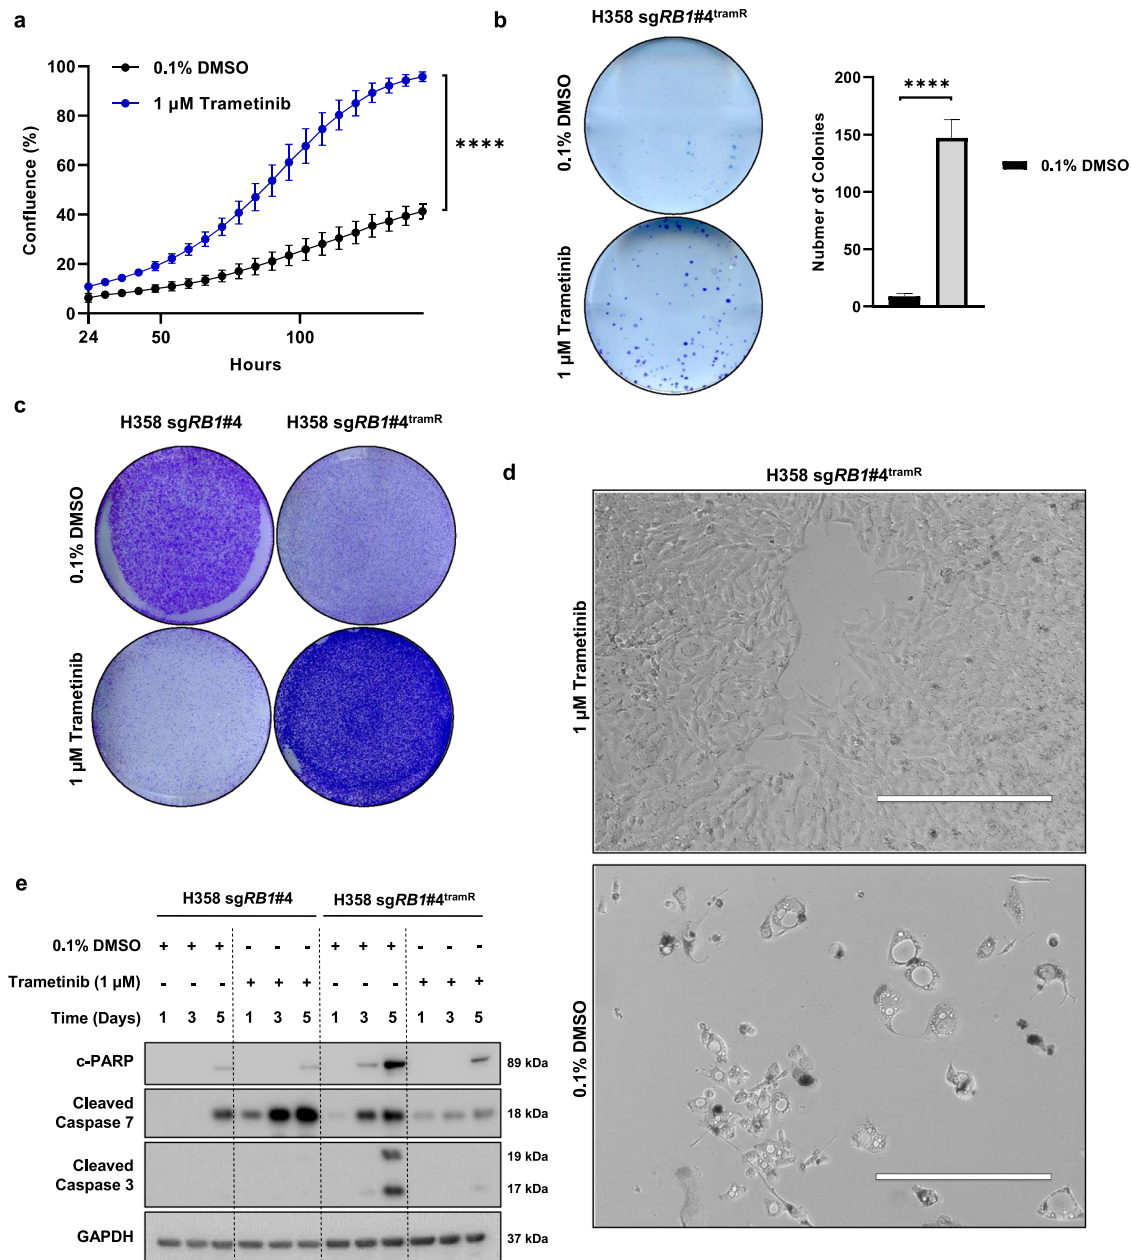 a
100
80
60
40
20
0
Confluence (%)
0.1% DMSO
1 µM Trametinib
****
24
50
100
Hours
b
H358 sgRB1#4tramR
0.1% DMSO
1 µM Trametinib
200
150
100
50
0
Nubmer of Colonies
****
0.1% DMSO
c
H358 sgRB1#4
H358 sgRB1#4tramR
0.1% DMSO
1 µM Trametinib
d
H358 sgRB1#4tramR
1 µM Trametinib
0.1% DMSO
e
H358 sgRB1#4
H358 sgRB1#4tramR
0.1% DMSO + + + - - - + + + - - -
Trametinib (1 µM) - - - + + + - - - + + +
Time (Days) 1 3 5 1 3 5 1 3 5 1 3 5
c-PARP
89 kDa
Cleaved
Caspase 7
18 kDa
Cleaved
Caspase 3
19 kDa
17 kDa
GAPDH
37 kDa